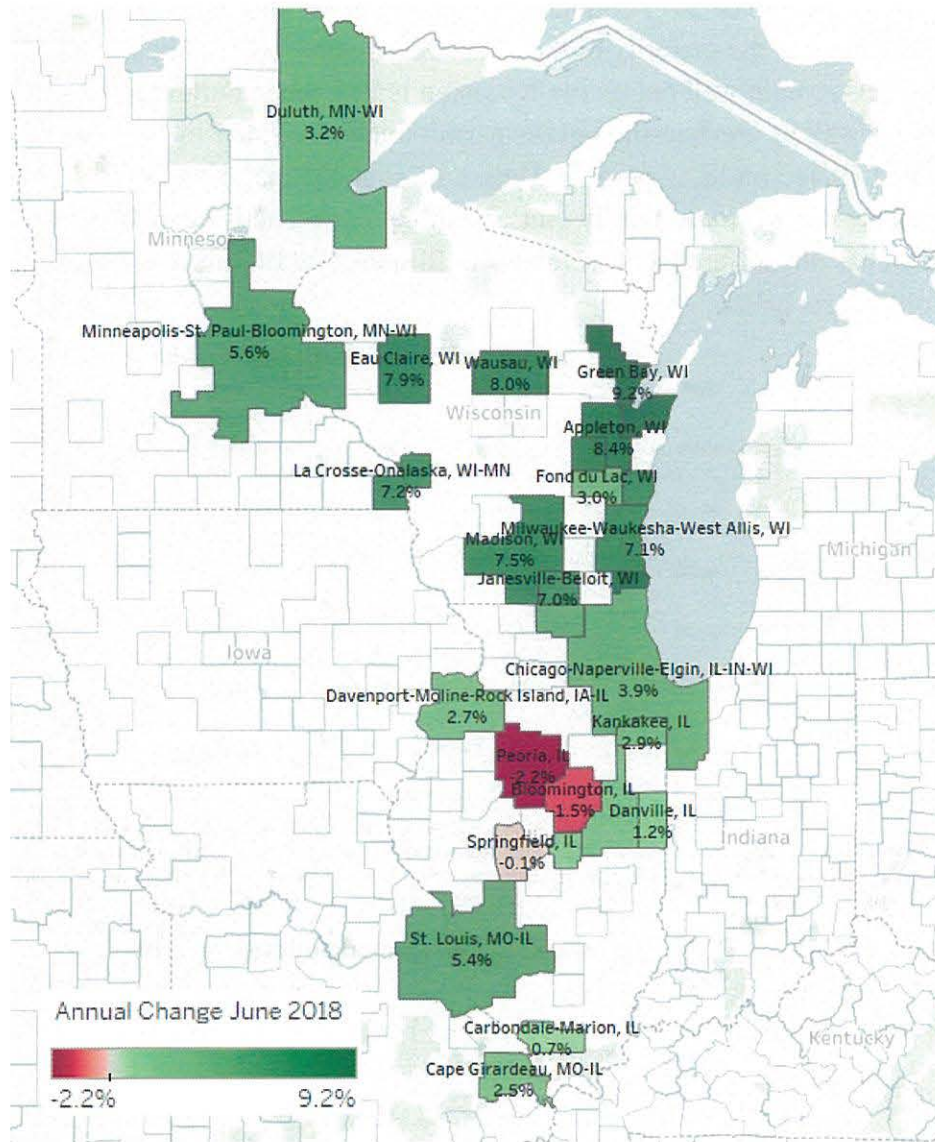 Duluth, MN-WI
3.2%
Minnesota
Minneapolis-St. Paul-Bloomington, MN-WI
5.6%
Eau Claire, WI
7.9%
Wausau, WI
8.0%
Green Bay, WI
9.2%
Wisconsin
Appleton, WI
8.4%
La Crosse-Onalaska, WI-MN
7.2%
Fond du Lac, WI
3.0%
Milwaukee-Waukesha-West Allis, WI
7.1%
Madison, WI
7.5%
Michigan
Janesville-Beloit, WI
7.0%
Iowa
Chicago-Naperville-Elgin, IL-IN-WI
3.9%
Davenport-Moline-Rock Island, IA-IL
2.7%
Kankakee, IL
2.9%
Peoria, IL
-2.2%
Bloomington, IL
-1.5%
Danville, IL
1.2%
Indiana
Springfield, IL
-0.1%
St. Louis, MO-IL
5.4%
Annual Change June 2018
-2.2%
9.2%
Carbondale-Marion, IL
0.7%
Kentucky
Cape Girardeau, MO-IL
2.5%